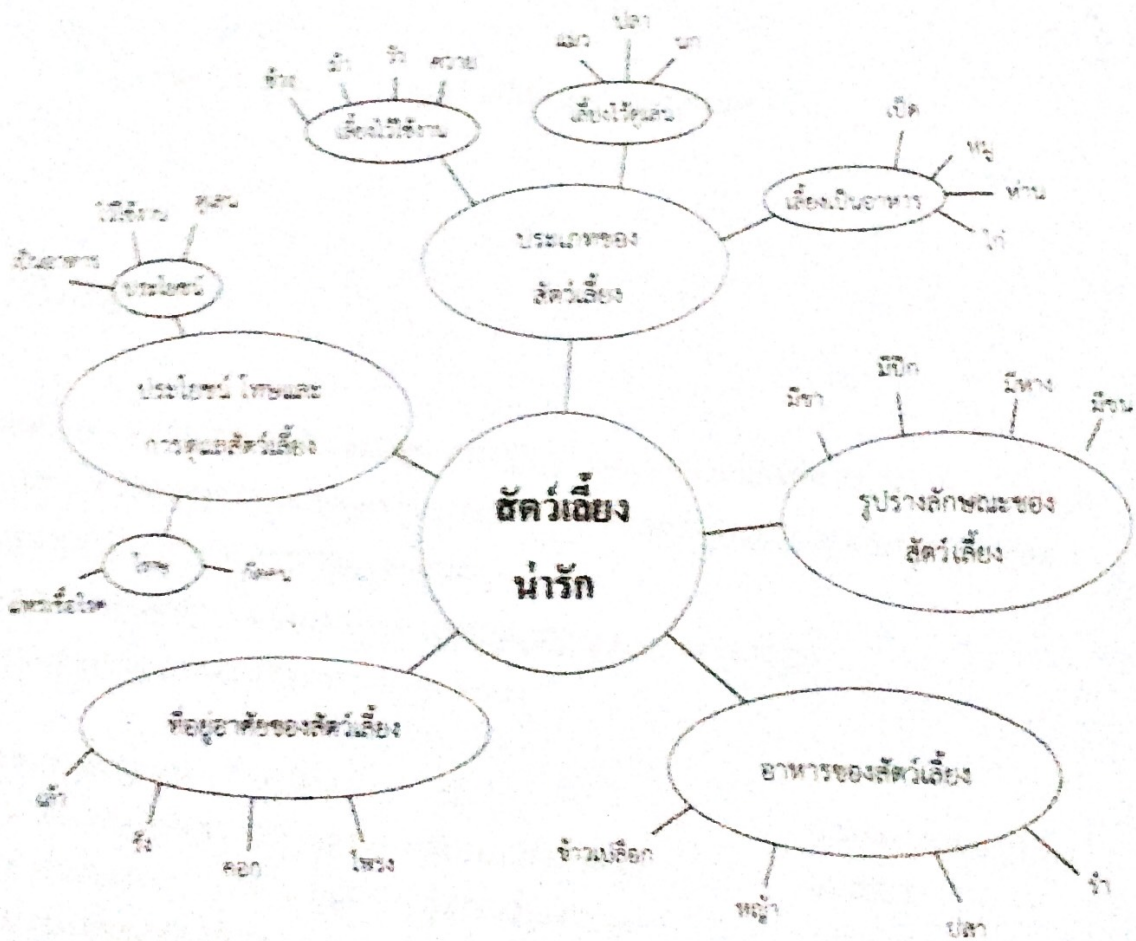 ช้าง
ม้า
วัว
ควาย
เลี้ยงไว้ใช้งาน
แมว
ปลา
นก
เลี้ยงไว้ดูเล่น
เป็ด
หมู
ห่าน
ไก่
เลี้ยงเป็นอาหาร
ประเภทของ
สัตว์เลี้ยง
ไว้ใช้งาน
ดูเล่น
เป็นอาหาร
ประโยชน์
ประโยชน์ โทษและ
การดูแลสัตว์เลี้ยง
โทษ
กัดคน
มีขา
มีปีก
มีหาง
มีขน
รูปร่างลักษณะของ
สัตว์เลี้ยง
สัตว์เลี้ยง
น่ารัก
ที่อยู่อาศัยของสัตว์เลี้ยง
รัง
คอก
โพรง
อาหารของสัตว์เลี้ยง
ข้าวเปลือก
หญ้า
ปลา
รำ